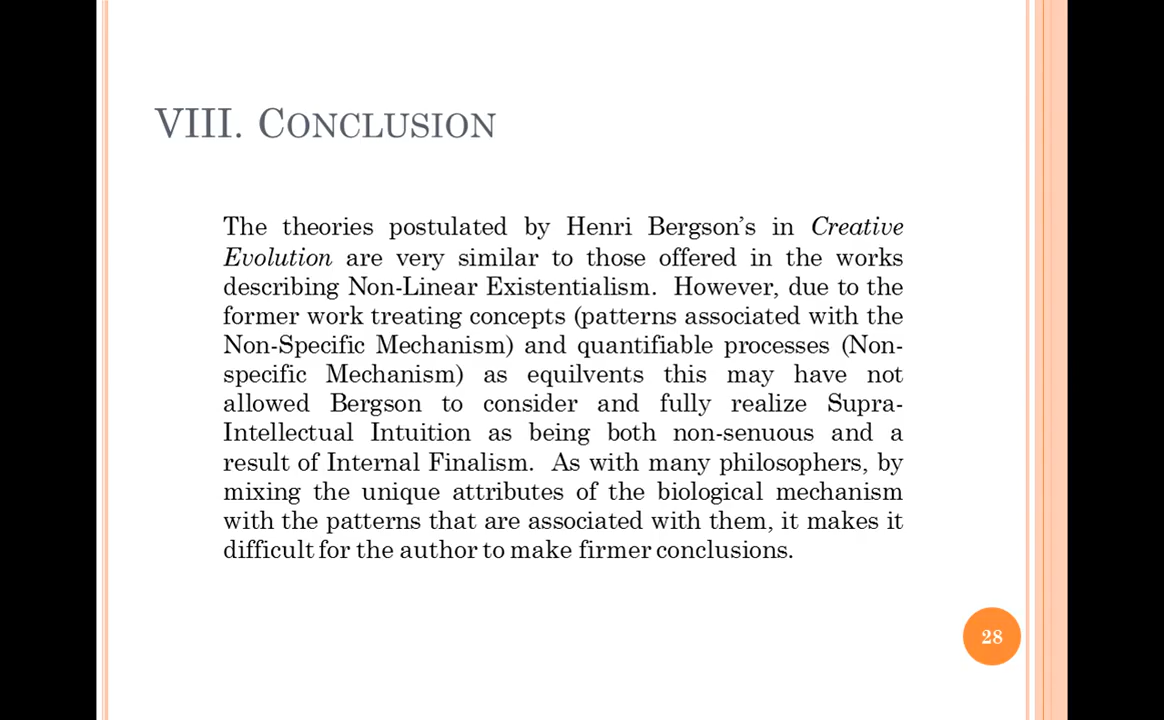 VIII. CONCLUSION
The theories postulated by Henri Bergson's in Creative
Evolution are very similar to those offered in the works
describing Non-Linear Existentialism. However, due to the
former work treating concepts (patterns associated with the
Non-Specific Mechanism) and quantifiable processes (Non-
specific Mechanism) as equilvents this may have not
allowed Bergson to consider and fully realize Supra-
Intellectual Intuition as being both non-senuous and a
result of Internal Finalism. As with many philosophers, by
mixing the unique attributes of the biological mechanism
with the patterns that are associated with them, it makes it
difficult for the author to make firmer conclusions.
28